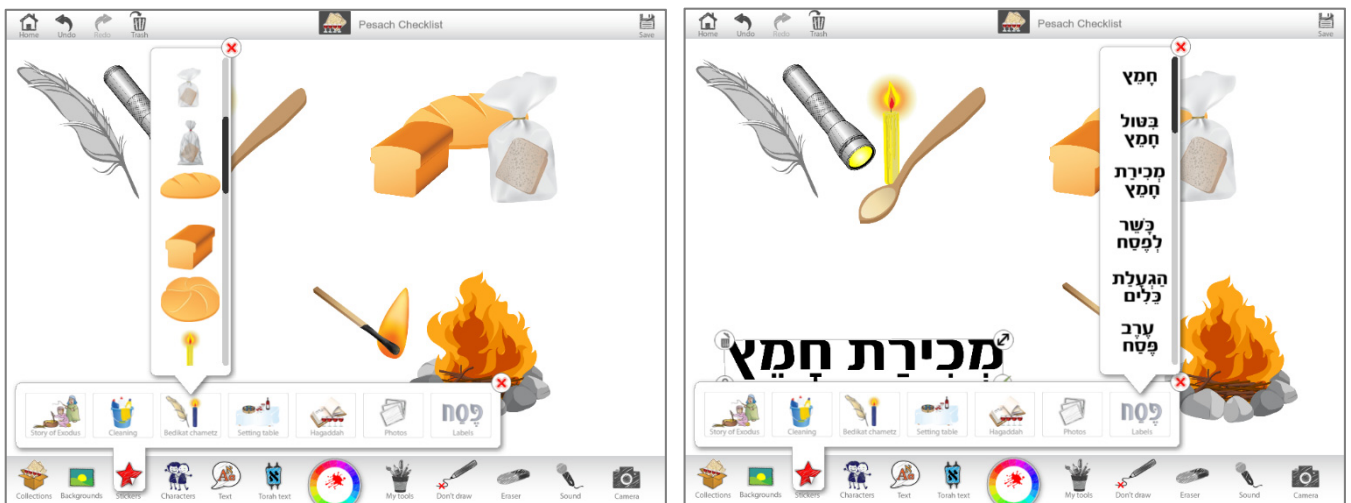 Home Undo Redo Trash Pesach Checklist Save
Story of Exodus Cleaning Bedikat chametz Setting table Hagaddah Photos פֶּסַח Labels
Collections Backgrounds Stickers Characters Text Torah text My tools Don't draw Eraser Sound Camera
Home Undo Redo Trash Pesach Checklist Save
חָמֵץ
בִּטּוּל
חָמֵץ
מְכִירַת
חָמֵץ
כָּשֵׁר
לְפֶסַח
הַגְעָלַת
כֵּלִים
עֶרֶב
פֶּסַח
מְכִירַת חָמֵץ
Story of Exodus Cleaning Bedikat chametz Setting table Hagaddah Photos פֶּסַח Labels
Collections Backgrounds Stickers Characters Text Torah text My tools Don't draw Eraser Sound Camera